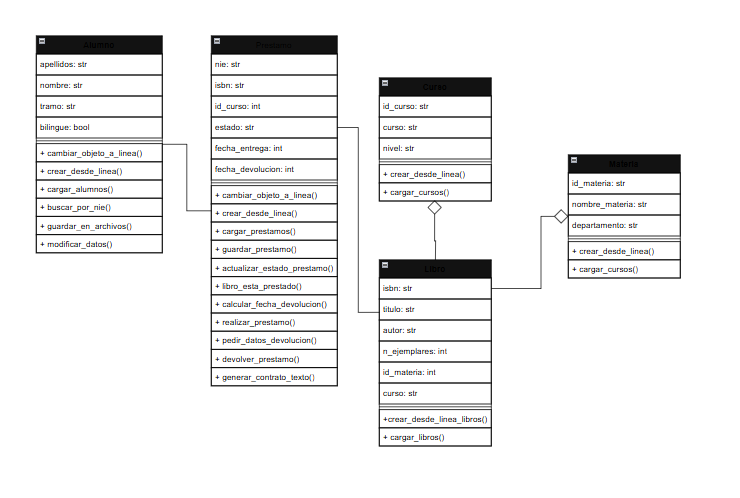 Alumno
apellidos: str
nombre: str
tramo: str
bilingue: bool
+ cambiar_objeto_a_linea()
+ crear_desde_linea()
+ cargar_alumnos()
+ buscar_por_nie()
+ guardar_en_archivos()
+ modificar_datos()
Prestamo
nie: str
isbn: str
id_curso: int
estado: str
fecha_entrega: int
fecha_devolucion: int
+ cambiar_objeto_a_linea()
+ crear_desde_linea()
+ cargar_prestamos()
+ guardar_prestamo()
+ actualizar_estado_prestamo()
+ libro_esta_prestado()
+ calcular_fecha_devolucion()
+ realizar_prestamo()
+ pedir_datos_devolucion()
+ devolver_prestamo()
+ generar_contrato_texto()
Curso
id_curso: str
curso: str
nivel: str
+ crear_desde_linea()
+ cargar_cursos()
Libro
isbn: str
titulo: str
autor: str
n_ejemplares: int
id_materia: int
curso: str
+crear_desde_linea_libros()
+ cargar_libros()
Materia
id_materia: str
nombre_materia: str
departamento: str
+ crear_desde_linea()
+ cargar_cursos()